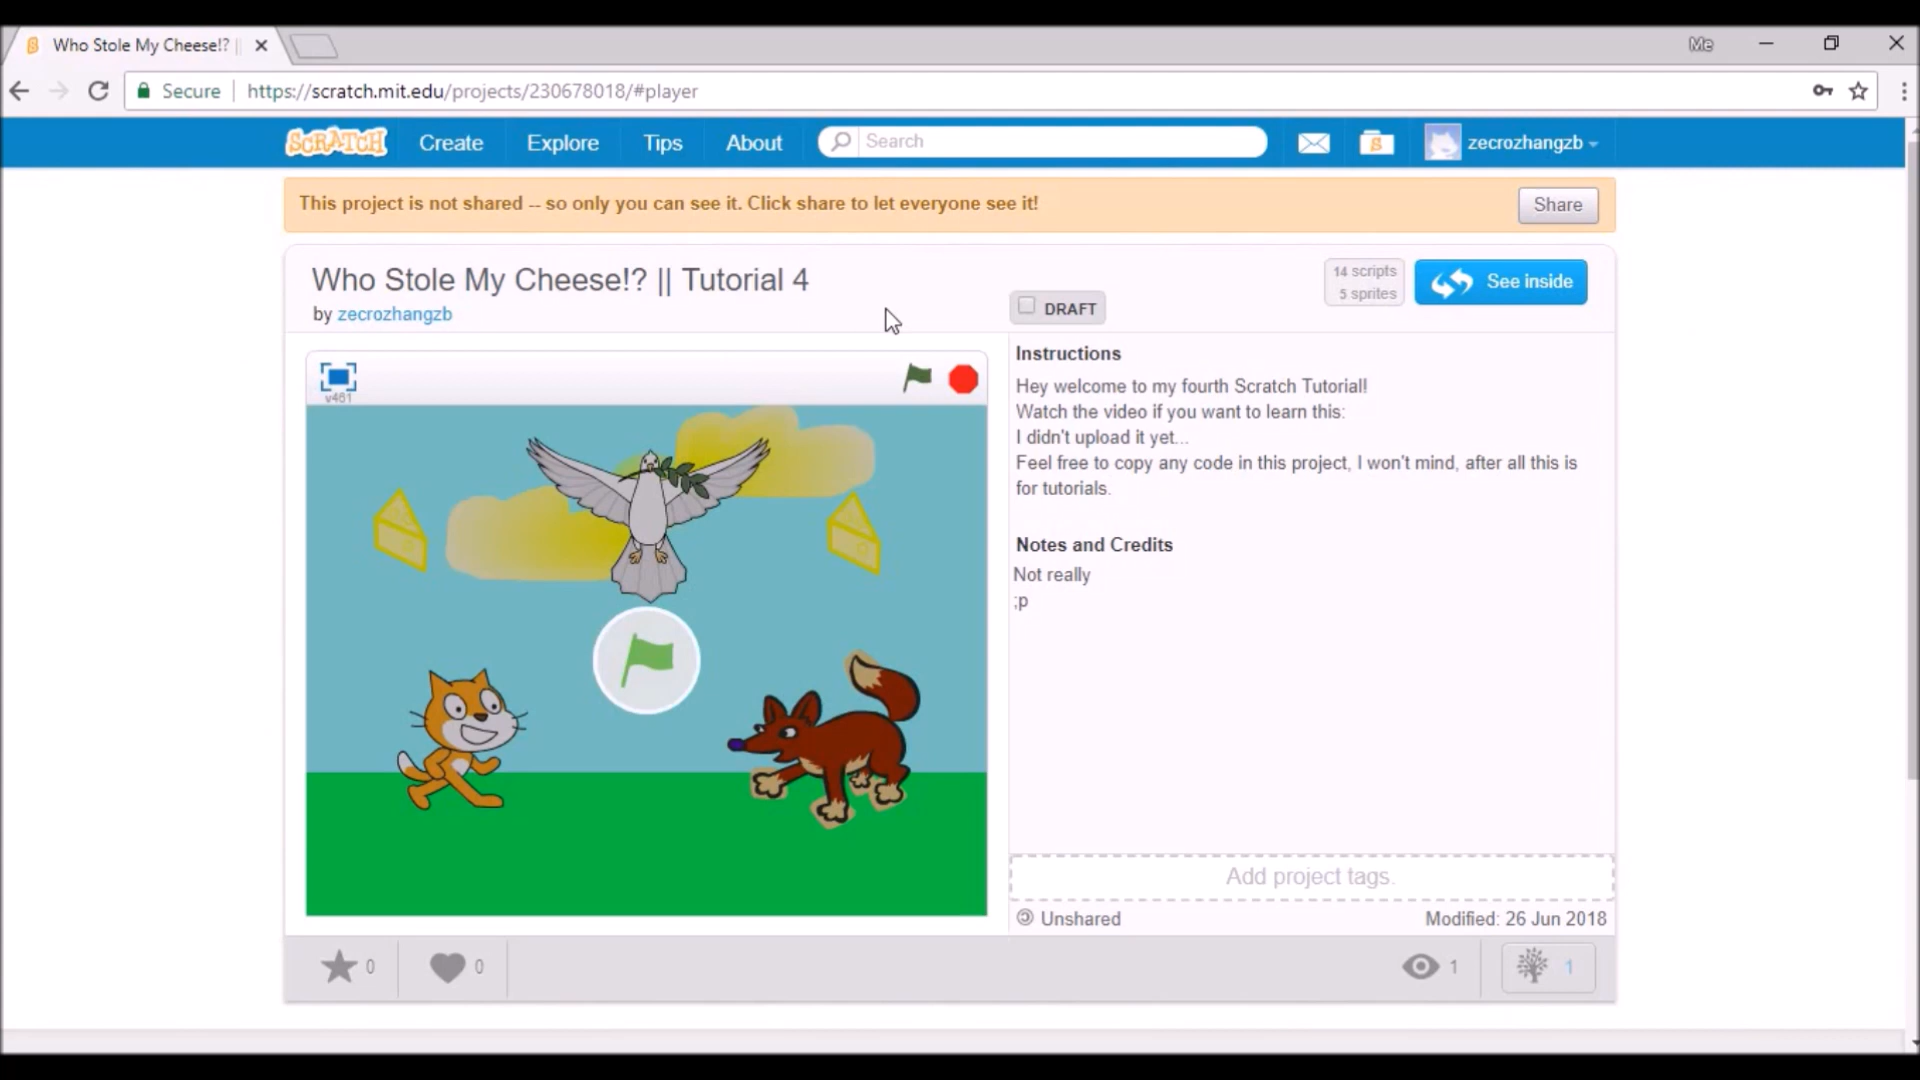 Who Stole My Cheese!? ||
Me
Secure
https://scratch.mit.edu/projects/230678018/#player
SCRATCH
Create
Explore
Tips
About
Search
zecrozhangzb
This project is not shared -- so only you can see it. Click share to let everyone see it!
Share
Who Stole My Cheese!? || Tutorial 4
by zecrozhangzb
DRAFT
14 scripts
5 sprites
See inside
v461
Instructions
Hey welcome to my fourth Scratch Tutorial!
Watch the video if you want to learn this:
I didn't upload it yet...
Feel free to copy any code in this project, I won't mind, after all this is
for tutorials.
Notes and Credits
Not really
;p
Add project tags.
Unshared
Modified: 26 Jun 2018
0
0
1
1